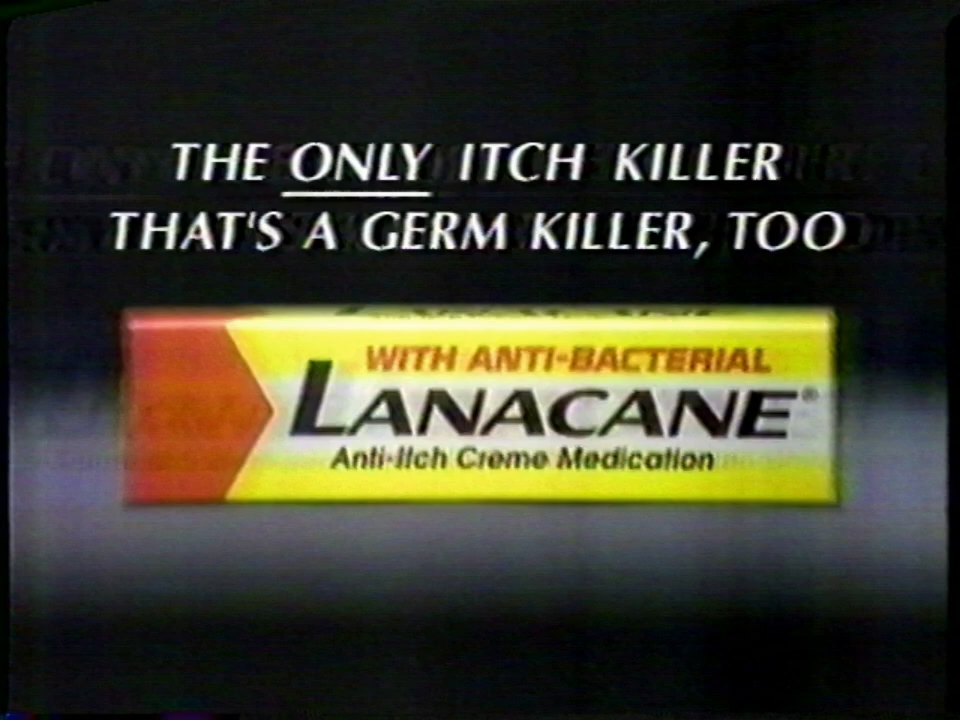 THE ONLY ITCH KILLER
THAT'S A GERM KILLER, TOO
WITH ANTI-BACTERIAL
LANACANE®
Anti-Itch Creme Medication